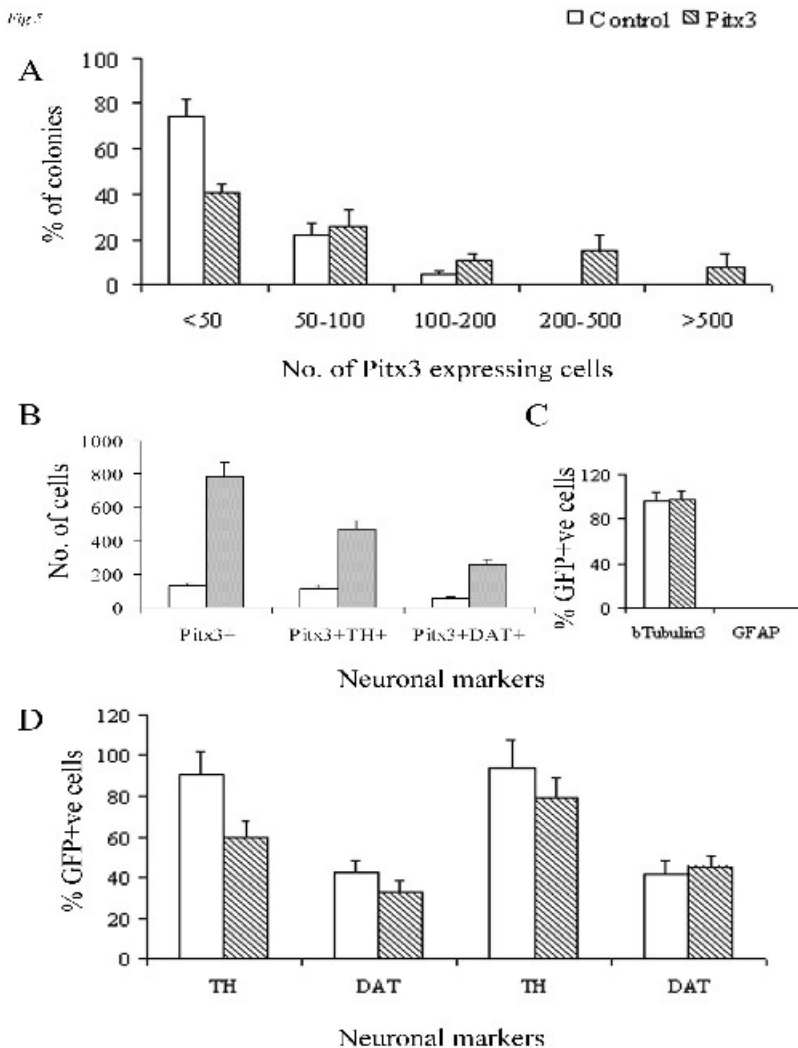 Fig 5
Control Pitx3
A
% of colonies
100
80
60
40
20
0
<50 50-100 100-200 200-500 >500
No. of Pitx3 expressing cells
B
No. of cells
1000
800
600
400
200
0
Pitx3+ Pitx3+TH+ Pitx3+DAT+
C
% GFP+ve cells
120
80
40
0
bTubulin3 GFAP
Neuronal markers
D
% GFP+ve cells
120
100
80
60
40
20
0
TH DAT TH DAT
Neuronal markers